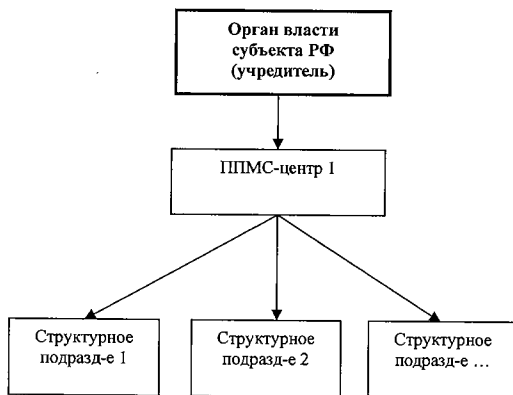 Орган власти
субъекта РФ
(учредитель)
ППМС-центр 1
Структурное
подразд-е 1
Структурное
подразд-е 2
Структурное
подразд-е ...